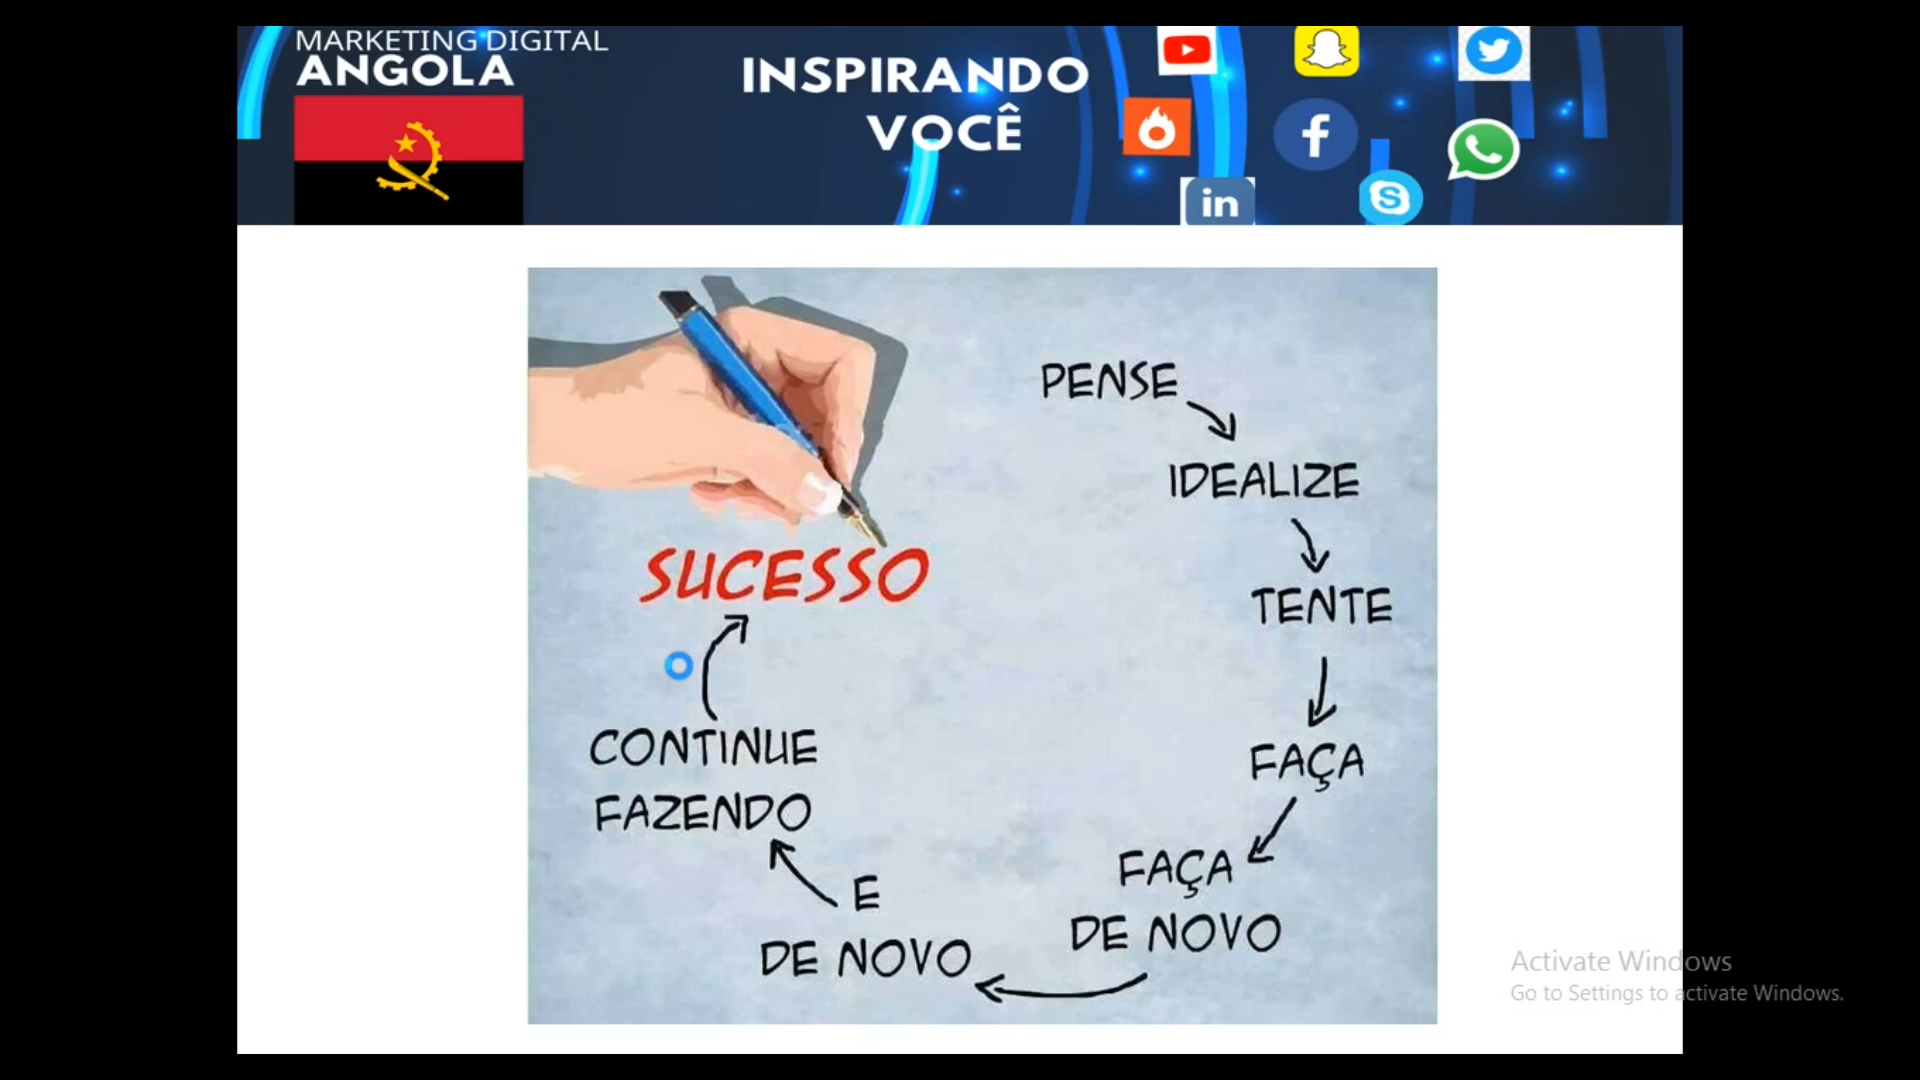 MARKETING DIGITAL
ANGOLA
INSPIRANDO
VOCÊ
in
f
S
PENSE
IDEALIZE
TENTE
FAÇA
FAÇA
DE NOVO
E
DE NOVO
CONTINUE
FAZENDO
SUCESSO
Activate Windows
Go to Settings to activate Windows.